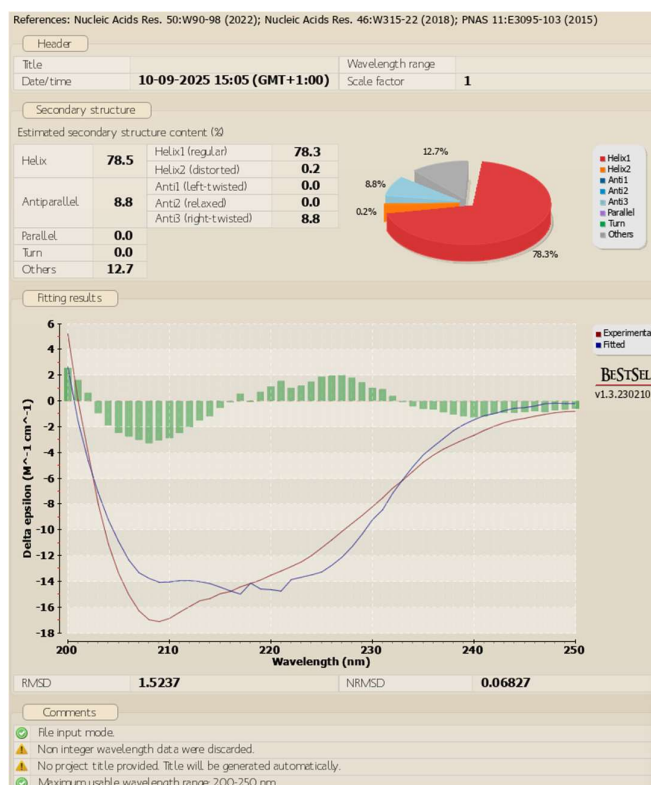 References: Nucleic Acids Res. 50:W90-98 (2022); Nucleic Acids Res. 46:W315-22 (2018); PNAS 11:E3095-103 (2015)
Header
Title Wavelength range
Date/time 10-09-2025 15:05 (GMT+1:00) Scale factor 1
Secondary structure
Estimated secondary structure content (%)
Helix 78.5 Helix1 (regular) 78.3
Helix2 (distorted) 0.2
Antiparallel 8.8 Anti1 (left-twisted) 0.0
Anti2 (relaxed) 0.0
Anti3 (right-twisted) 8.8
Parallel 0.0
Turn 0.0
Others 12.7
12.7%
8.8%
0.2%
78.3%
Helix1
Helix2
Anti1
Anti2
Anti3
Parallel
Turn
Others
Fitting results
Delta epsilon (M^-1 cm^-1)
6
4
2
0
-2
-4
-6
-8
-10
-12
-14
-16
-18
200 210 220 230 240 250
Wavelength (nm)
Experimenta
Fitted
BESTSEL
v1.3.230210
RMSD 1.5237 NRMSD 0.06827
Comments
File input mode.
Non integer wavelength data were discarded.
No project title provided. Title will be generated automatically.
Maximum usable wavelength range: 200-250 nm